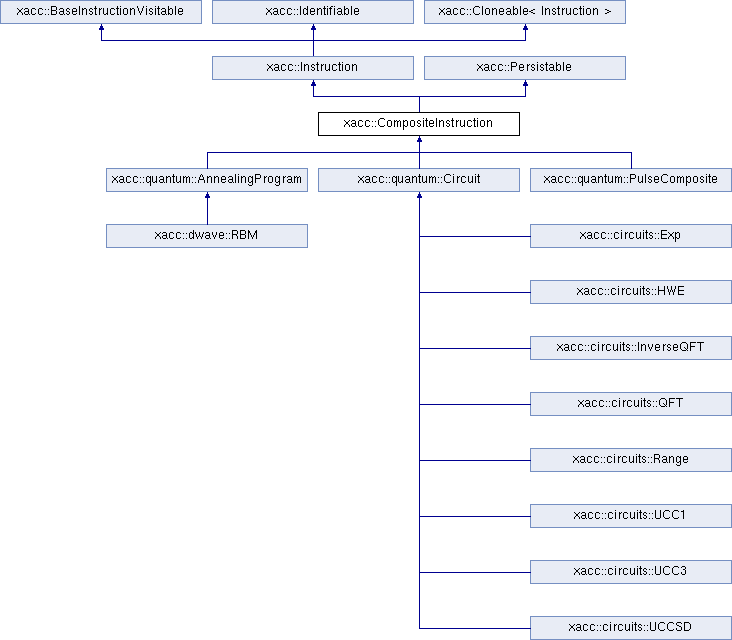 xacc::BaseInstructionVisitable
xacc::Identifiable
xacc::Cloneable< Instruction >
xacc::Instruction
xacc::Persistable
xacc::CompositeInstruction
xacc::quantum::AnnealingProgram
xacc::quantum::Circuit
xacc::quantum::PulseComposite
xacc::dwave::RBM
xacc::circuits::Exp
xacc::circuits::HWE
xacc::circuits::InverseQFT
xacc::circuits::QFT
xacc::circuits::Range
xacc::circuits::UCC1
xacc::circuits::UCC3
xacc::circuits::UCCSD